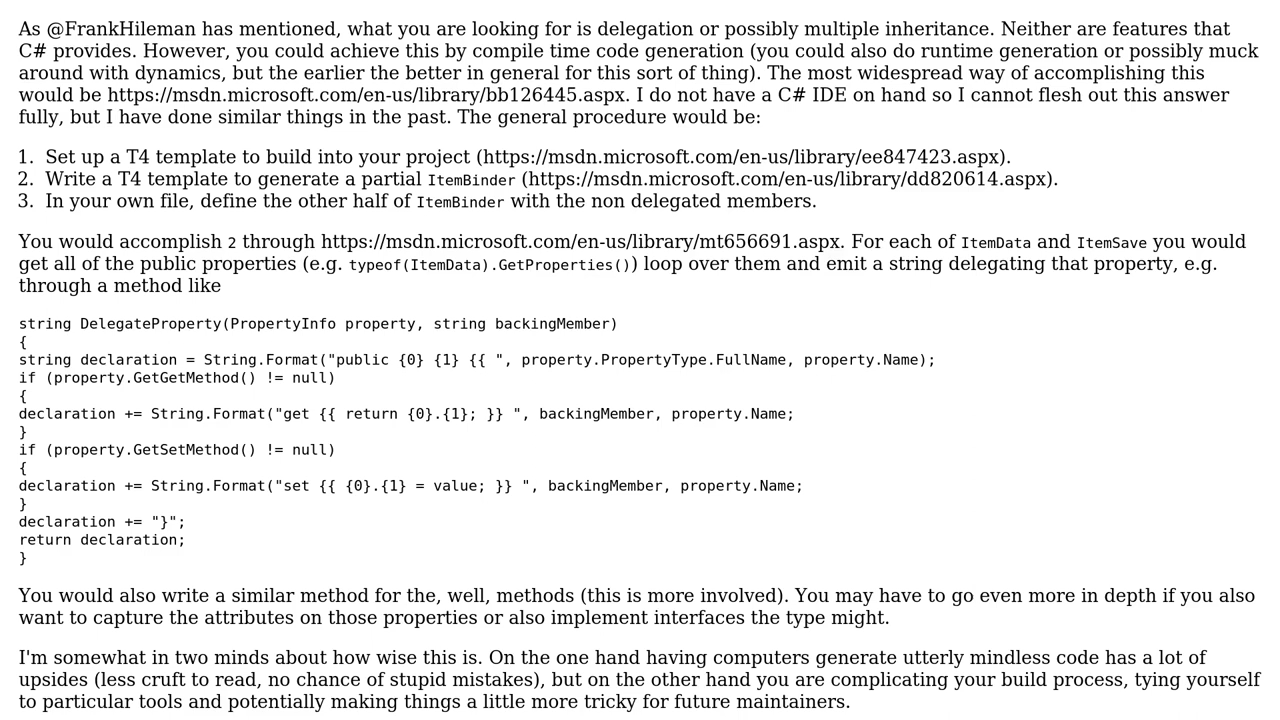 As @FrankHileman has mentioned, what you are looking for is delegation or possibly multiple inheritance. Neither are features that
C# provides. However, you could achieve this by compile time code generation (you could also do runtime generation or possibly muck
around with dynamics, but the earlier the better in general for this sort of thing). The most widespread way of accomplishing this
would be https://msdn.microsoft.com/en-us/library/bb126445.aspx. I do not have a C# IDE on hand so I cannot flesh out this answer
fully, but I have done similar things in the past. The general procedure would be:
1. Set up a T4 template to build into your project (https://msdn.microsoft.com/en-us/library/ee847423.aspx).
2. Write a T4 template to generate a partial ItemBinder (https://msdn.microsoft.com/en-us/library/dd820614.aspx).
3. In your own file, define the other half of ItemBinder with the non delegated members.
You would accomplish 2 through https://msdn.microsoft.com/en-us/library/mt656691.aspx. For each of ItemData and ItemSave you would
get all of the public properties (e.g. typeof(ItemData).GetProperties()) loop over them and emit a string delegating that property, e.g.
through a method like
string DelegateProperty(PropertyInfo property, string backingMember)
{
string declaration = String.Format("public {0} {1} {{ ", property.PropertyType.FullName, property.Name);
if (property.GetGetMethod() != null)
{
declaration += String.Format("get {{ return {0}.{1}; }} ", backingMember, property.Name;
}
if (property.GetSetMethod() != null)
{
declaration += String.Format("set {{ {0}.{1} = value; }} ", backingMember, property.Name;
}
declaration += "}";
return declaration;
}
You would also write a similar method for the, well, methods (this is more involved). You may have to go even more in depth if you also
want to capture the attributes on those properties or also implement interfaces the type might.
I'm somewhat in two minds about how wise this is. On the one hand having computers generate utterly mindless code has a lot of
upsides (less cruft to read, no chance of stupid mistakes), but on the other hand you are complicating your build process, tying yourself
to particular tools and potentially making things a little more tricky for future maintainers.